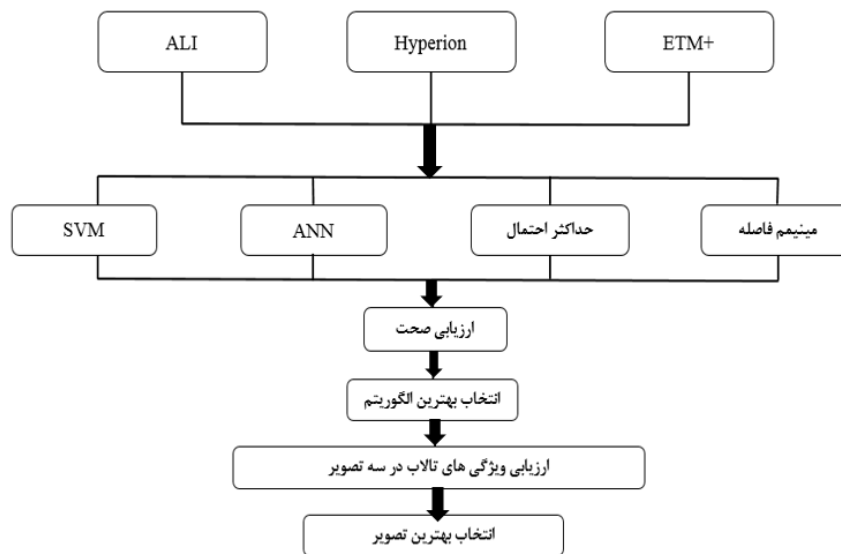 ALI
Hyperion
ETM+
SVM
ANN
حداکثر احتمال
مینیمم فاصله
ارزیابی صحت
انتخاب بهترین الگوریتم
ارزیابی ویژگی های تالاب در سه تصویر
انتخاب بهترین تصویر